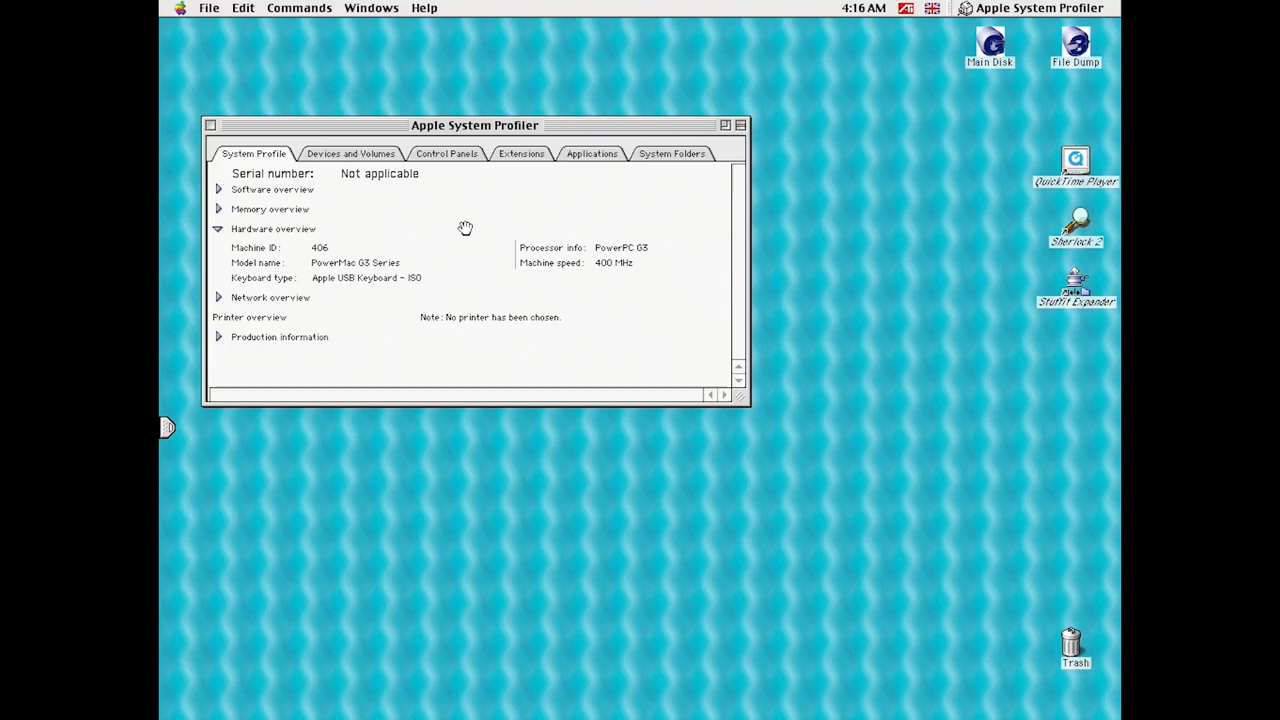 File Edit Commands Windows Help 4:16 AM ATI Apple System Profiler
Main Disk File Dump
Apple System Profiler
System Profile Devices and Volumes Control Panels Extensions Applications System Folders
Serial number: Not applicable
Software overview
Memory overview
Hardware overview
Machine ID: 406 Processor info: PowerPC G3
Model name: PowerMac G3 Series Machine speed: 400 MHz
Keyboard type: Apple USB Keyboard - ISO
Network overview
Printer overview Note: No printer has been chosen.
Production information
QuickTime Player
Sherlock 2
StuffIt Expander
Trash